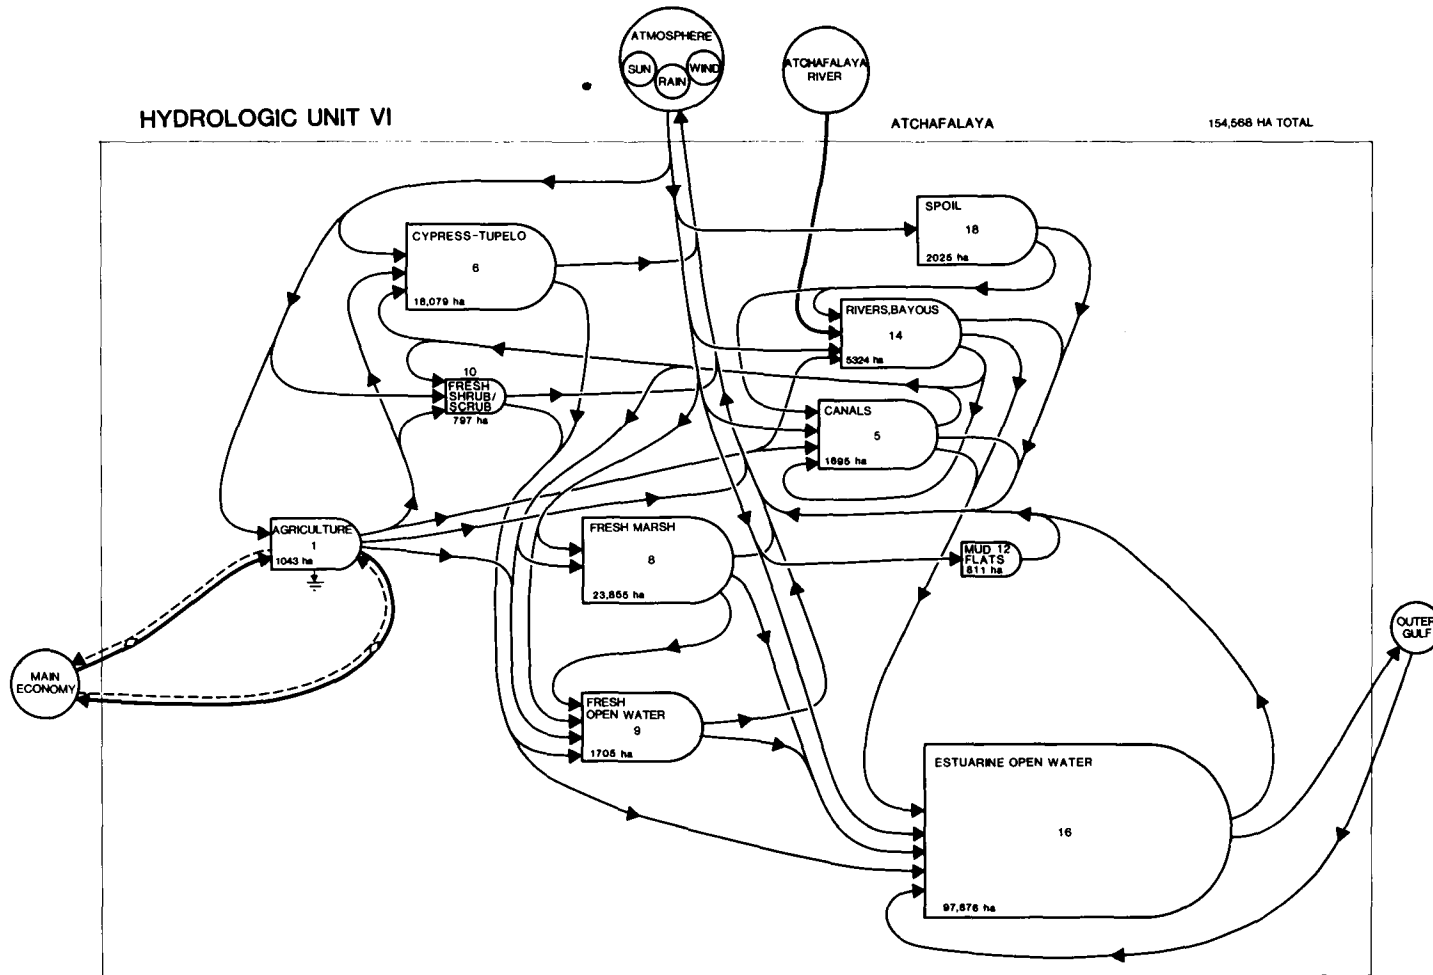 ATMOSPHERE
SUN
RAIN
WIND
ATCHAFALAYA
RIVER
HYDROLOGIC UNIT VI
ATCHAFALAYA
154,568 HA TOTAL
SPOIL
18
2025 ha
CYPRESS-TUPELO
6
18,079 ha
RIVERS,BAYOUS
14
5324 ha
10
FRESH
SHRUB/
SCRUB
797 ha
CANALS
5
1695 ha
AGRICULTURE
1
1043 ha
FRESH MARSH
8
23,855 ha
MUD 12
FLATS
811 ha
OUTER
GULF
MAIN
ECONOMY
FRESH
OPEN WATER
9
1705 ha
ESTUARINE OPEN WATER
16
97,676 ha